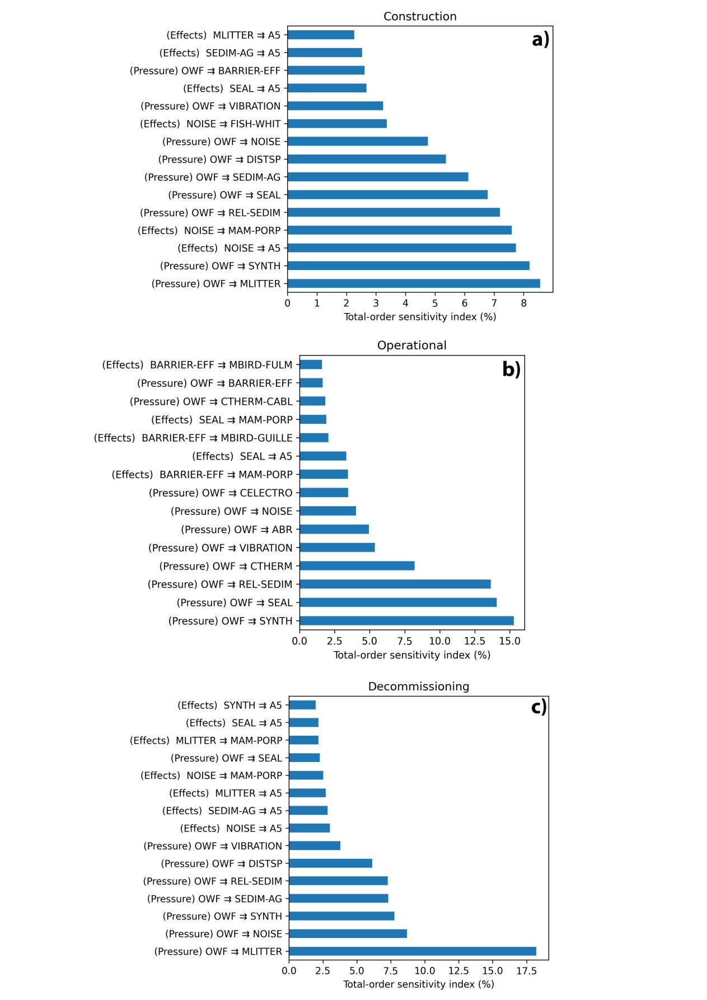 Construction
a)
(Effects)  MLITTER ⇉ A5
(Effects)  SEDIM-AG ⇉ A5
(Pressure) OWF ⇉ BARRIER-EFF
(Effects)  SEAL ⇉ A5
(Pressure) OWF ⇉ VIBRATION
(Effects)  NOISE ⇉ FISH-WHIT
(Pressure) OWF ⇉ NOISE
(Pressure) OWF ⇉ DISTSP
(Pressure) OWF ⇉ SEDIM-AG
(Pressure) OWF ⇉ SEAL
(Pressure) OWF ⇉ REL-SEDIM
(Effects)  NOISE ⇉ MAM-PORP
(Effects)  NOISE ⇉ A5
(Pressure) OWF ⇉ SYNTH
(Pressure) OWF ⇉ MLITTER
0 1 2 3 4 5 6 7 8
Total-order sensitivity index (%)
Operational
b)
(Effects)  BARRIER-EFF ⇉ MBIRD-FULM
(Pressure) OWF ⇉ BARRIER-EFF
(Pressure) OWF ⇉ CTHERM-CABL
(Effects)  SEAL ⇉ MAM-PORP
(Effects)  BARRIER-EFF ⇉ MBIRD-GUILLE
(Effects)  SEAL ⇉ A5
(Effects)  BARRIER-EFF ⇉ MAM-PORP
(Pressure) OWF ⇉ CELECTRO
(Pressure) OWF ⇉ NOISE
(Pressure) OWF ⇉ ABR
(Pressure) OWF ⇉ VIBRATION
(Pressure) OWF ⇉ CTHERM
(Pressure) OWF ⇉ REL-SEDIM
(Pressure) OWF ⇉ SEAL
(Pressure) OWF ⇉ SYNTH
0.0 2.5 5.0 7.5 10.0 12.5 15.0
Total-order sensitivity index (%)
Decommissioning
c)
(Effects)  SYNTH ⇉ A5
(Effects)  SEAL ⇉ A5
(Effects)  MLITTER ⇉ MAM-PORP
(Pressure) OWF ⇉ SEAL
(Effects)  NOISE ⇉ MAM-PORP
(Effects)  MLITTER ⇉ A5
(Effects)  SEDIM-AG ⇉ A5
(Effects)  NOISE ⇉ A5
(Pressure) OWF ⇉ VIBRATION
(Pressure) OWF ⇉ DISTSP
(Pressure) OWF ⇉ REL-SEDIM
(Pressure) OWF ⇉ SEDIM-AG
(Pressure) OWF ⇉ SYNTH
(Pressure) OWF ⇉ NOISE
(Pressure) OWF ⇉ MLITTER
0.0 2.5 5.0 7.5 10.0 12.5 15.0 17.5
Total-order sensitivity index (%)